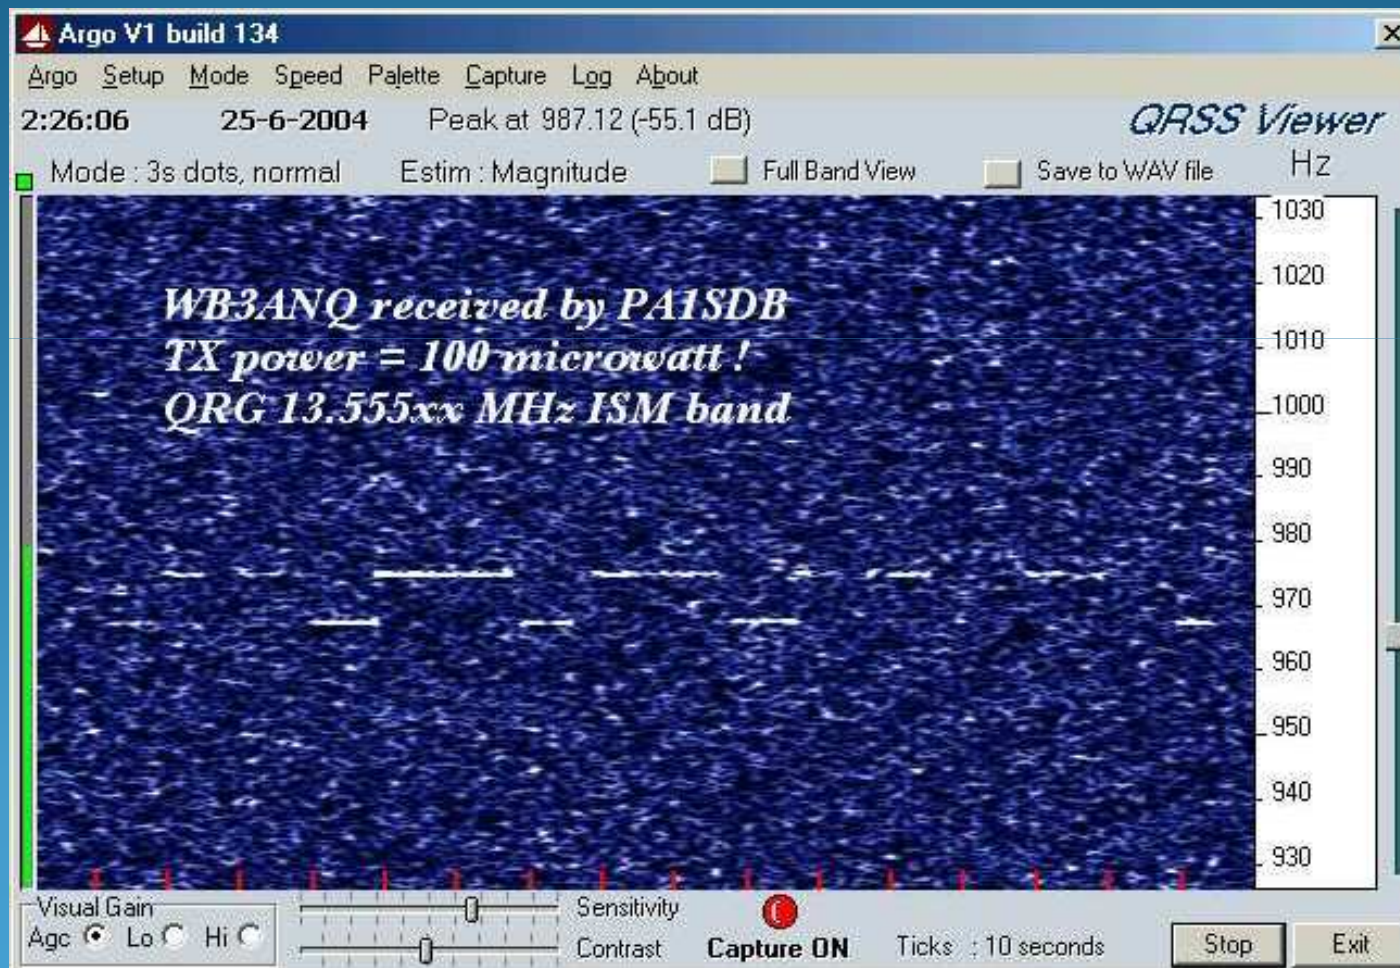 Argo V1 build 134
Argo Setup Mode Speed Palette Capture Log About
2:26:06 25-6-2004 Peak at 987.12 (-55.1 dB) QRSS Viewer
Mode : 3s dots, normal Estim : Magnitude Full Band View Save to WAV file Hz
1030
1020
WB3ANQ received by PA1SDB
TX power = 100 microwatt !
1010
QRG 13.555xx MHz ISM band
1000
990
980
970
960
950
940
930
Visual Gain
Agc Lo Hi
Sensitivity
Contrast
Capture ON
Ticks : 10 seconds
Stop
Exit